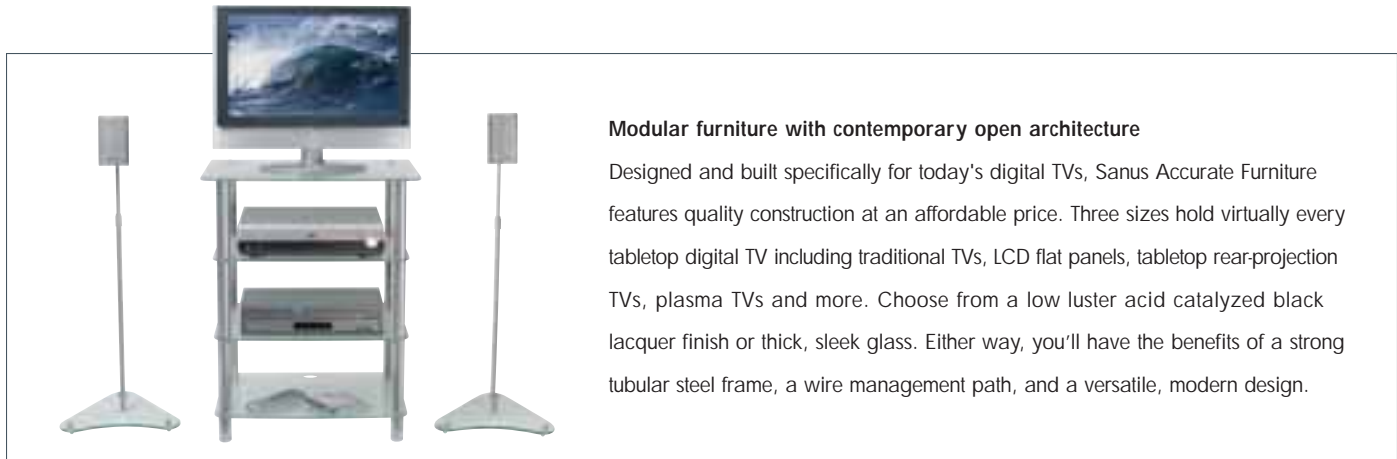 Modular furniture with contemporary open architecture
Designed and built specifically for today's digital TVs, Sanus Accurate Furniture
features quality construction at an affordable price. Three sizes hold virtually every
tabletop digital TV including traditional TVs, LCD flat panels, tabletop rear-projection
TVs, plasma TVs and more. Choose from a low luster acid catalyzed black
lacquer finish or thick, sleek glass. Either way, you’ll have the benefits of a strong
tubular steel frame, a wire management path, and a versatile, modern design.